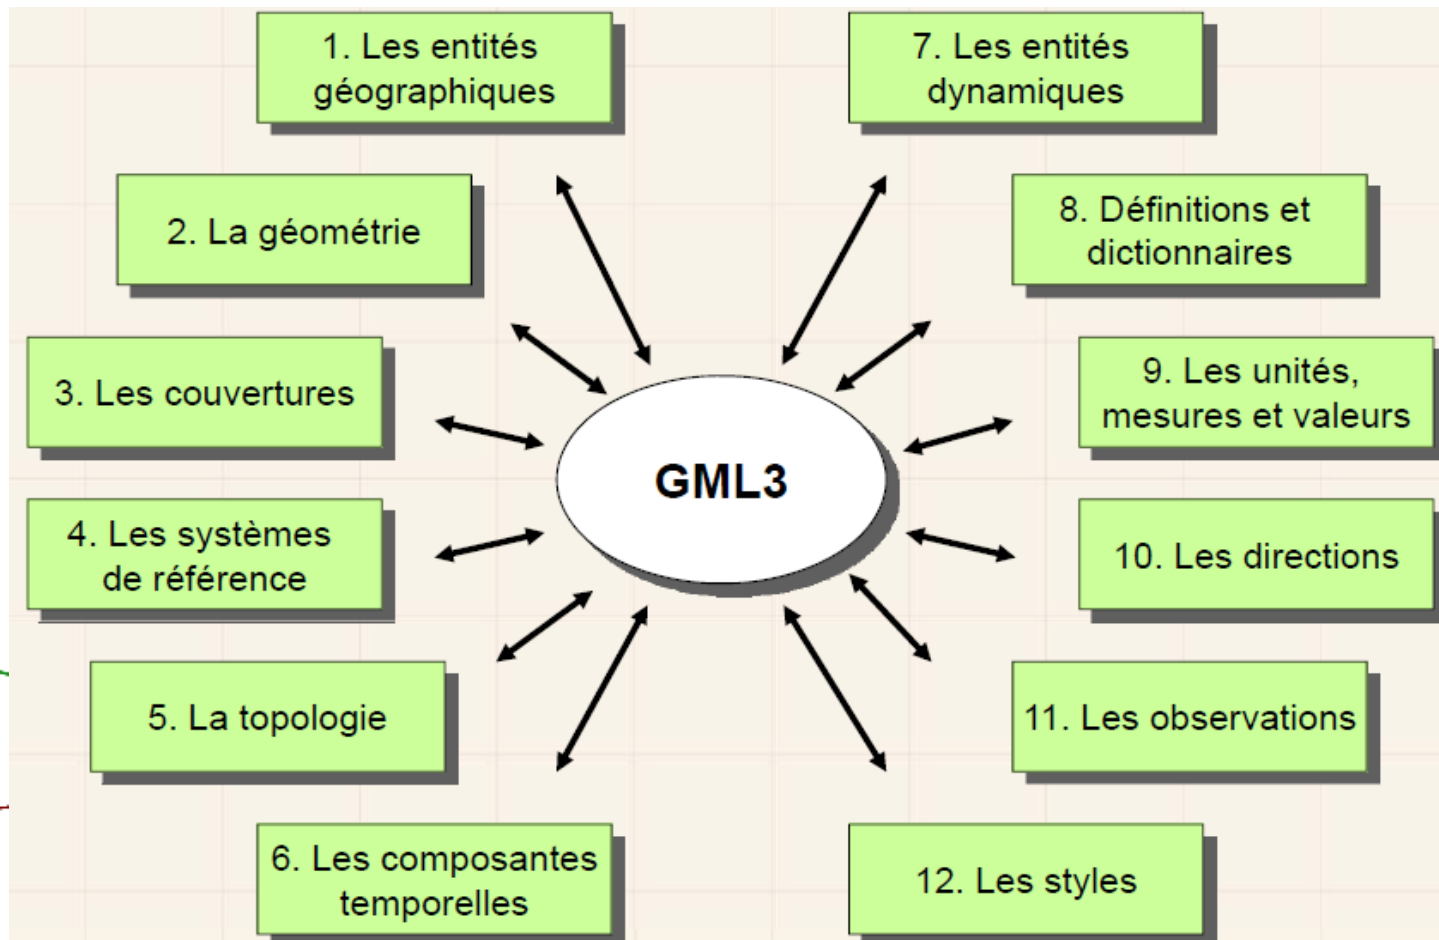 1. Les entités
géographiques
2. La géométrie
3. Les couvertures
4. Les systèmes
de référence
5. La topologie
6. Les composantes
temporelles
GML3
7. Les entités
dynamiques
8. Définitions et
dictionnaires
9. Les unités,
mesures et valeurs
10. Les directions
11. Les observations
12. Les styles